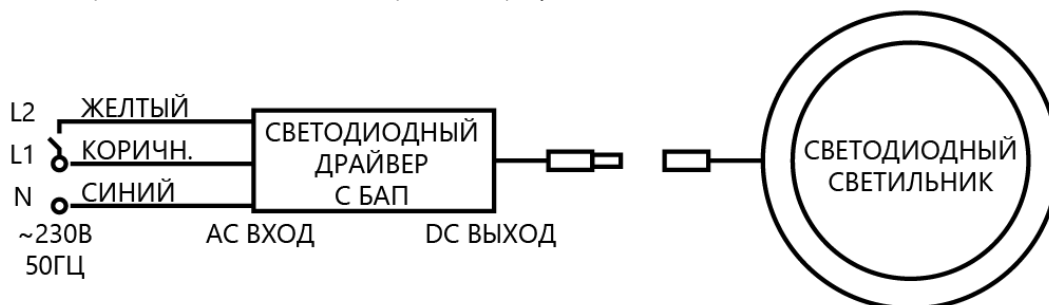 L2 ЖЕЛТЫЙ
L1 КОРИЧН.
N СИНИЙ
~230В
50ГЦ
АС ВХОД
DC ВЫХОД
СВЕТОДИОДНЫЙ
ДРАЙВЕР
С БАП
СВЕТОДИОДНЫЙ
СВЕТИЛЬНИК